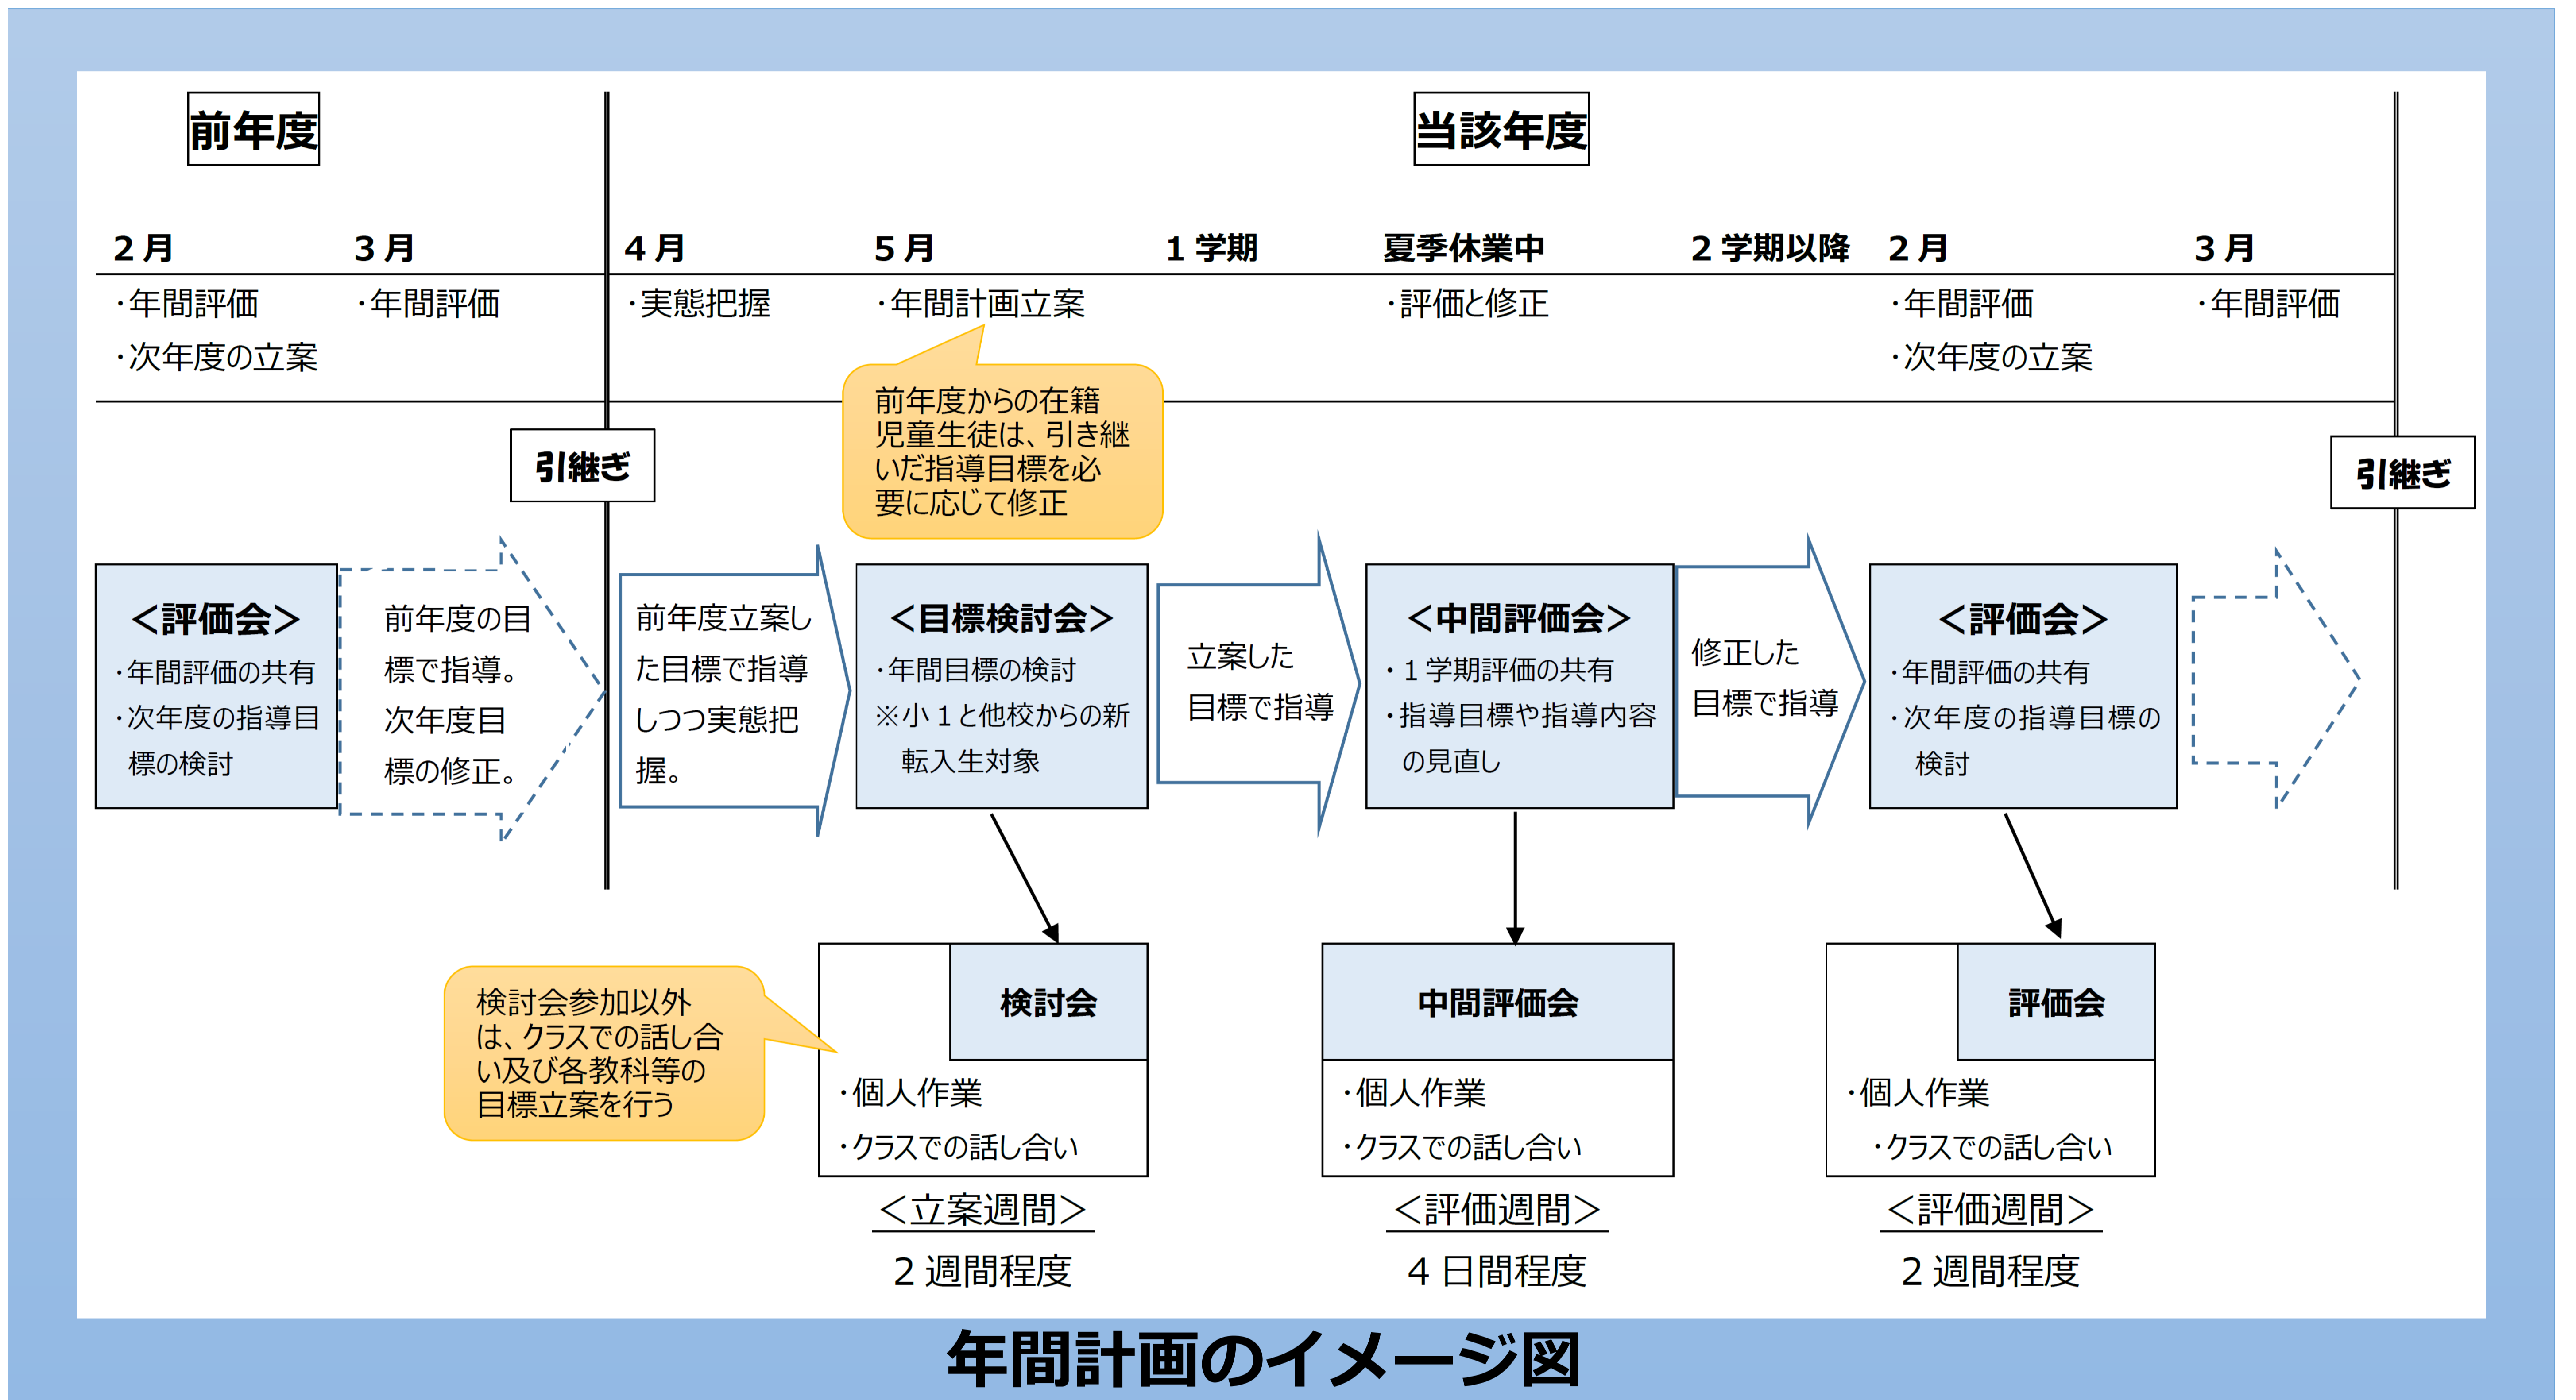 前年度
当該年度
２月
３月
４月
５月
１学期
夏季休業中
２学期以降
２月
３月
・年間評価
・次年度の立案
・年間評価
・実態把握
・年間計画立案
・評価と修正
・年間評価
・次年度の立案
・年間評価
前年度からの在籍
児童生徒は、引き継
いだ指導目標を必
要に応じて修正
引継ぎ
引継ぎ
＜評価会＞
・年間評価の共有
・次年度の指導目
標の検討
前年度の目
標で指導。
次年度目
標の修正。
前年度立案し
た目標で指導
しつつ実態把
握。
＜目標検討会＞
・年間目標の検討
※小１と他校からの新
転入生対象
立案した
目標で指導
＜中間評価会＞
・１学期評価の共有
・指導目標や指導内容
の見直し
修正した
目標で指導
＜評価会＞
・年間評価の共有
・次年度の指導目標の
検討
検討会参加以外
は、クラスでの話し合
い及び各教科等の
目標立案を行う
検討会
・個人作業
・クラスでの話し合い
＜立案週間＞
２週間程度
中間評価会
・個人作業
・クラスでの話し合い
＜評価週間＞
４日間程度
評価会
・個人作業
・クラスでの話し合い
＜評価週間＞
２週間程度
年間計画のイメージ図